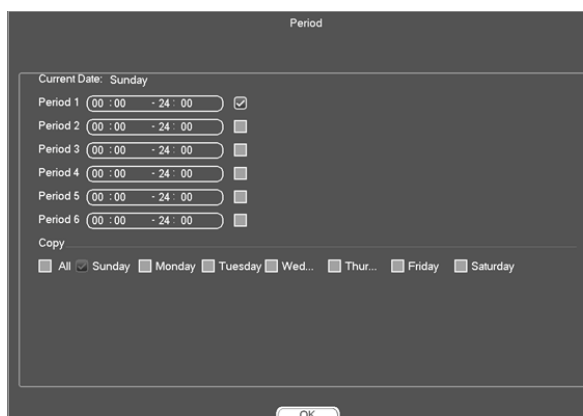 Period
Current Date: Sunday
Period 1 00 : 00 - 24 : 00
Period 2 00 : 00 - 24 : 00
Period 3 00 : 00 - 24 : 00
Period 4 00 : 00 - 24 : 00
Period 5 00 : 00 - 24 : 00
Period 6 00 : 00 - 24 : 00
Copy
All Sunday Monday Tuesday Wed... Thur... Friday Saturday
OK